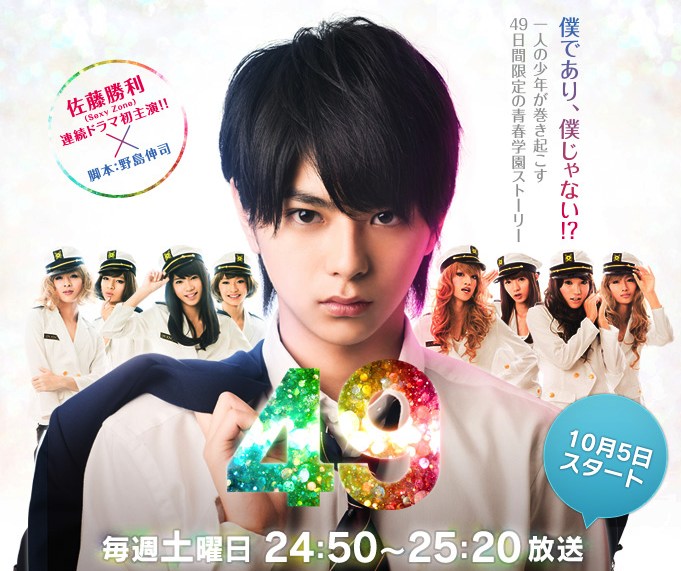 僕であり、僕じゃない!?
一人の少年が巻き起こす
49日間限定の青春学園ストーリー
佐藤勝利
(Sexy Zone)
連続ドラマ初主演!!
×
脚本:野島伸司
49
10月5日
スタート
毎週土曜日 24:50~25:20 放送